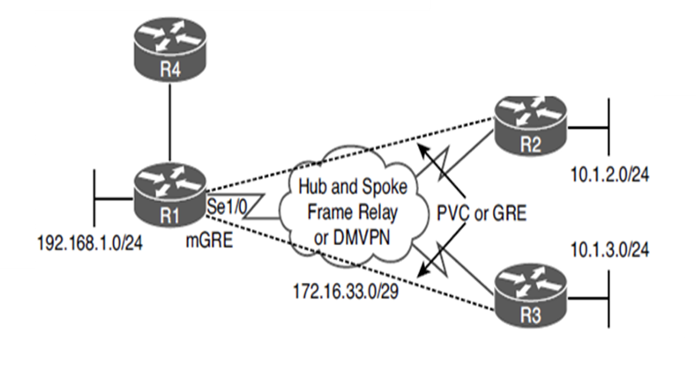 R4
R1
Se1/0
mGRE
192.168.1.0/24
Hub and Spoke
Frame Relay
or DMVPN
172.16.33.0/29
PVC or GRE
R2
10.1.2.0/24
10.1.3.0/24
R3